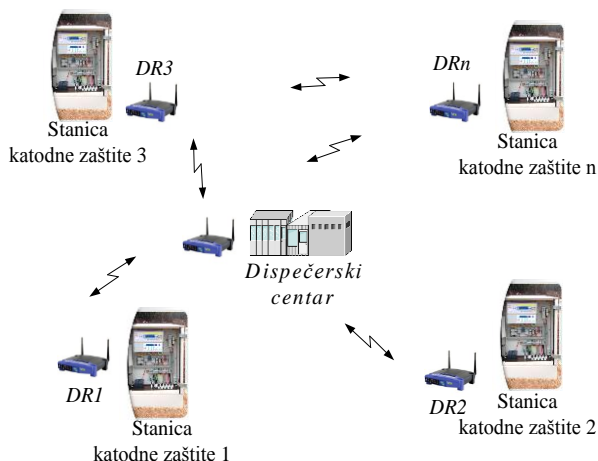 DR3
Stanica
katodne zaštite 3
DRn
Stanica
katodne zaštite n
Dispečerski
centar
DR1
Stanica
katodne zaštite 1
DR2
Stanica
katodne zaštite 2